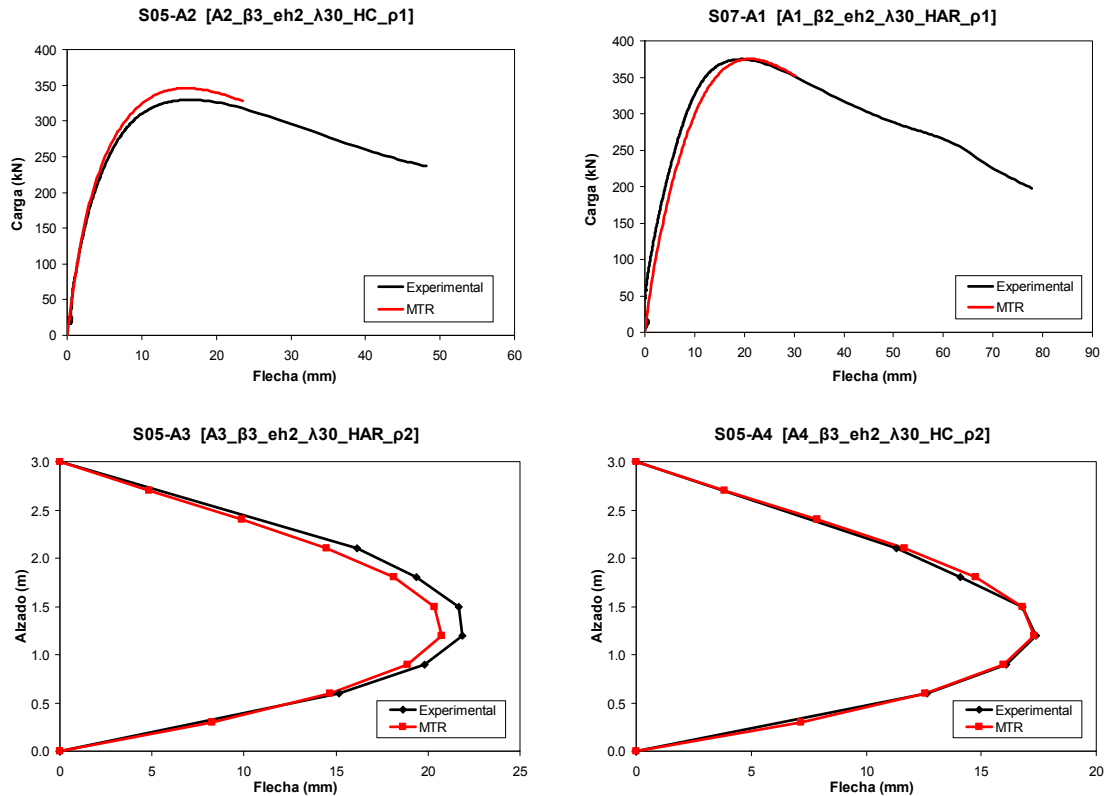 S05-A2 [A2_β3_eh2_λ30_HC_ρ1]
400
350
300
250
200
150
100
50
0
Carga (kN)
Experimental
MTR
0 10 20 30 40 50 60
Flecha (mm)
S07-A1 [A1_β2_eh2_λ30_HAR_ρ1]
400
350
300
250
200
150
100
50
0
Carga (kN)
Experimental
MTR
0 10 20 30 40 50 60 70 80 90
Flecha (mm)
S05-A3 [A3_β3_eh2_λ30_HAR_ρ2]
3.0
2.5
2.0
1.5
1.0
0.5
0.0
Alzado (m)
Experimental
MTR
0 5 10 15 20 25
Flecha (mm)
S05-A4 [A4_β3_eh2_λ30_HC_ρ2]
3.0
2.5
2.0
1.5
1.0
0.5
0.0
Alzado (m)
Experimental
MTR
0 5 10 15 20
Flecha (mm)